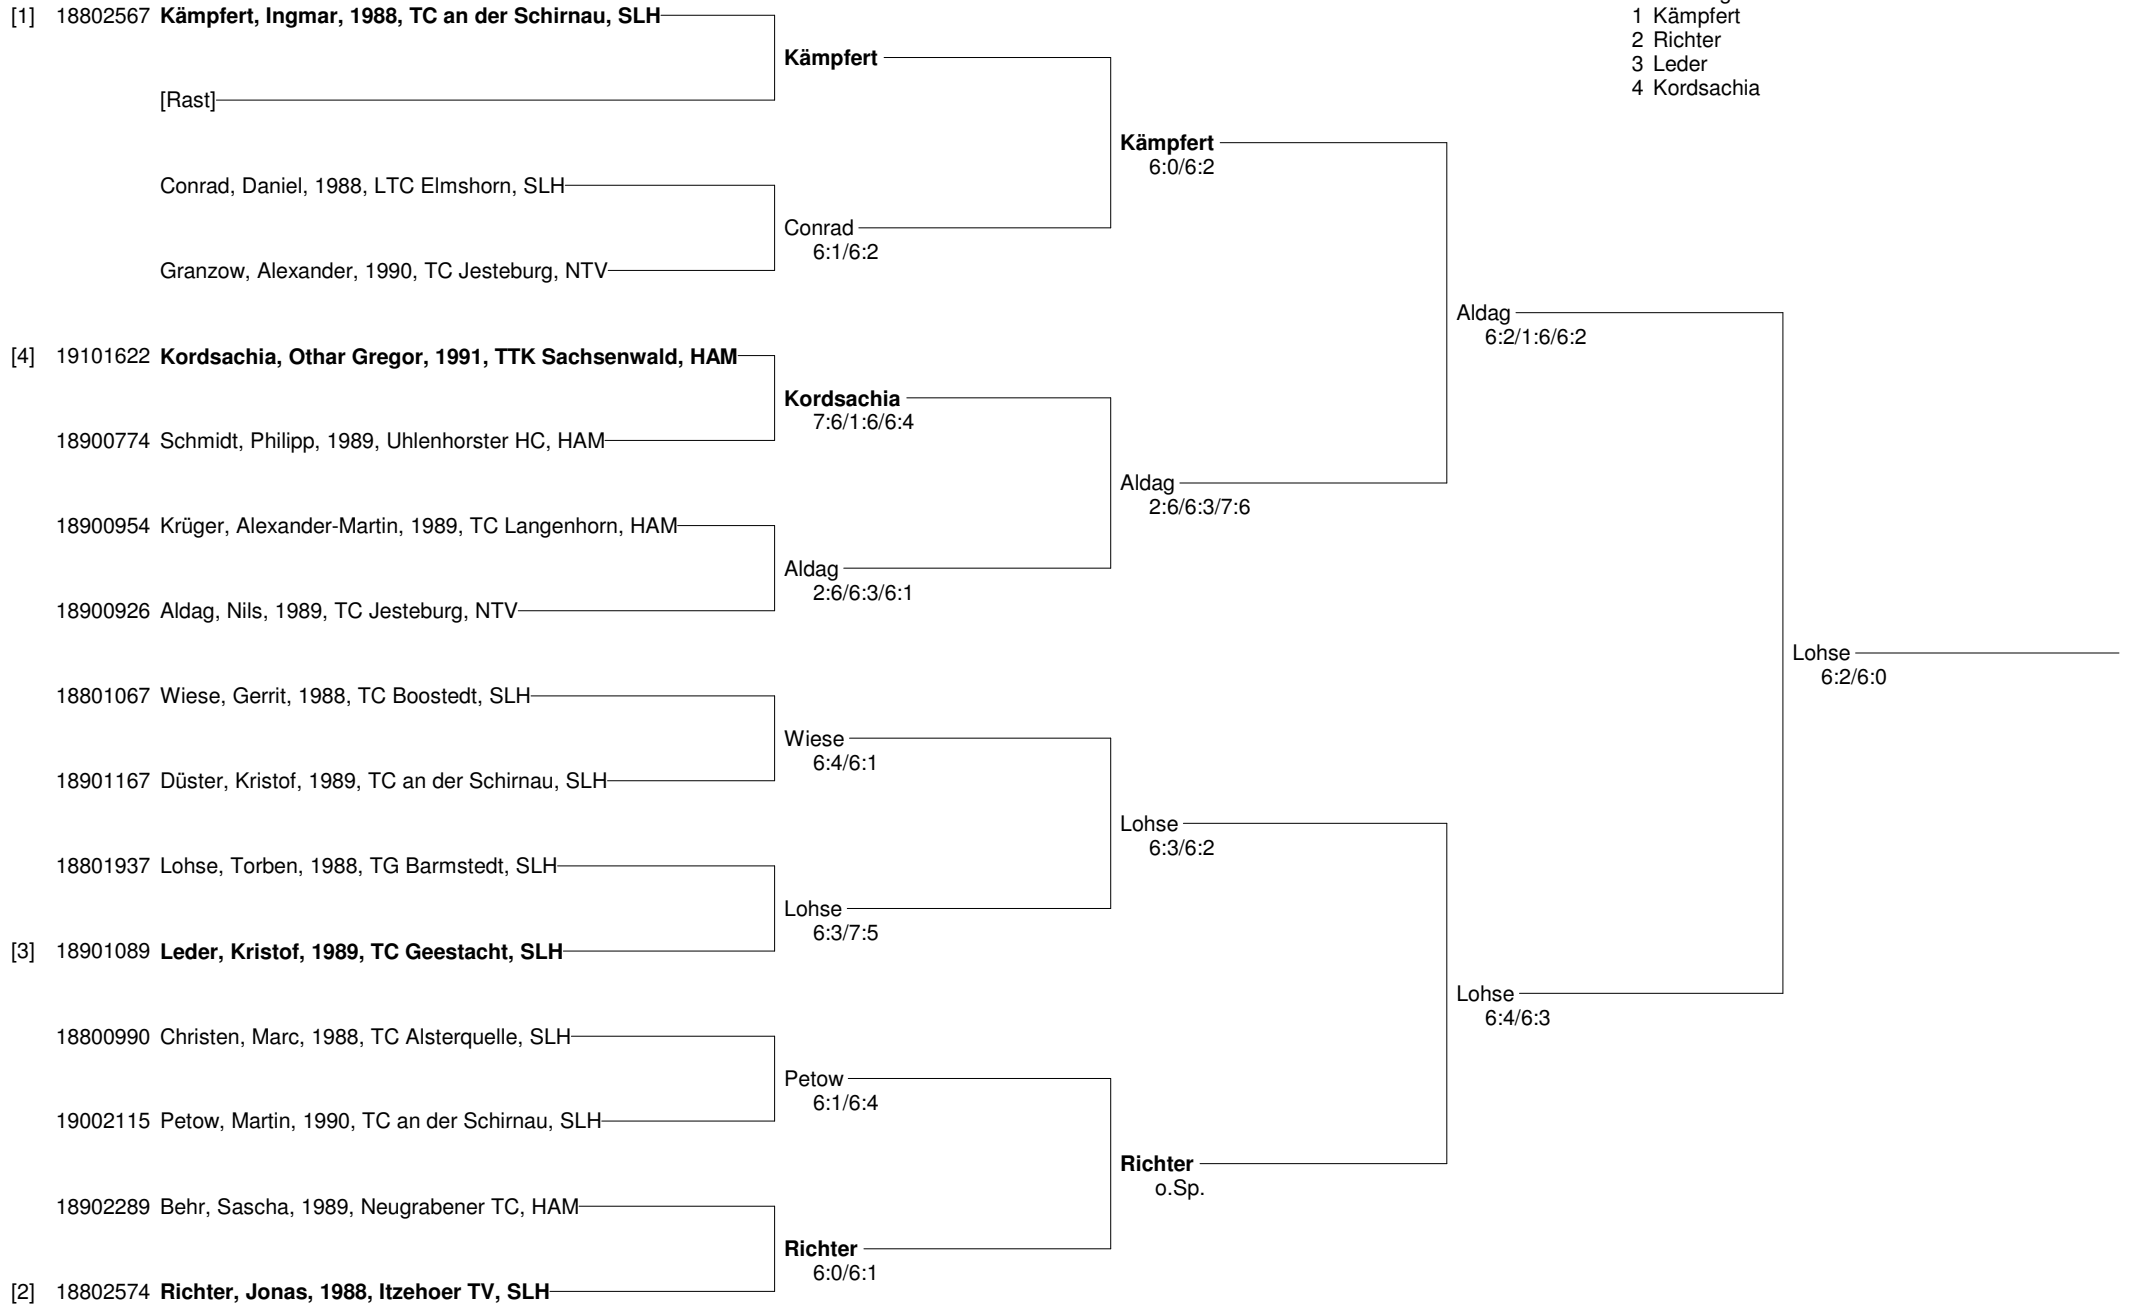 [1] 18802567 Kämpfert, Ingmar, 1988, TC an der Schirnau, SLH
[Rast]
Conrad, Daniel, 1988, LTC Elmshorn, SLH
Granzow, Alexander, 1990, TC Jesteburg, NTV
[4] 19101622 Kordsachia, Othar Gregor, 1991, TTK Sachsenwald, HAM
18900774 Schmidt, Philipp, 1989, Uhlenhorster HC, HAM
18900954 Krüger, Alexander-Martin, 1989, TC Langenhorn, HAM
18900926 Aldag, Nils, 1989, TC Jesteburg, NTV
18801067 Wiese, Gerrit, 1988, TC Boostedt, SLH
18901167 Düster, Kristof, 1989, TC an der Schirnau, SLH
18801937 Lohse, Torben, 1988, TG Barmstedt, SLH
[3] 18901089 Leder, Kristof, 1989, TC Geestacht, SLH
18800990 Christen, Marc, 1988, TC Alsterquelle, SLH
19002115 Petow, Martin, 1990, TC an der Schirnau, SLH
18902289 Behr, Sascha, 1989, Neugrabener TC, HAM
[2] 18802574 Richter, Jonas, 1988, Itzehoer TV, SLH
Kämpfert
Conrad
6:1/6:2
Kordsachia
7:6/1:6/6:4
Aldag
2:6/6:3/6:1
Wiese
6:4/6:1
Lohse
6:3/7:5
Petow
6:1/6:4
Richter
6:0/6:1
Kämpfert
6:0/6:2
Aldag
2:6/6:3/7:6
Lohse
6:3/6:2
Richter
o.Sp.
Aldag
6:2/1:6/6:2
Lohse
6:4/6:3
Lohse
6:2/6:0
1 Kämpfert
2 Richter
3 Leder
4 Kordsachia